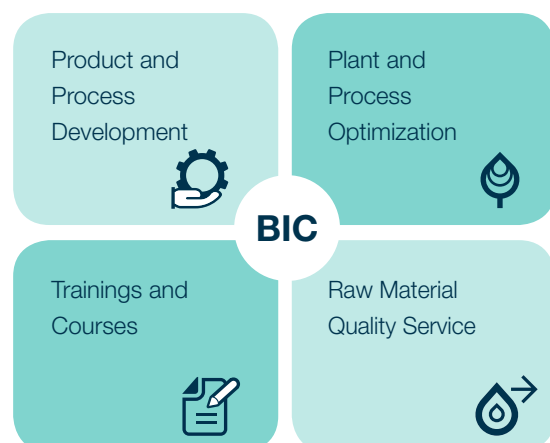 Product and
Process
Development
Plant and
Process
Optimization
BIC
Trainings and
Courses
Raw Material
Quality Service